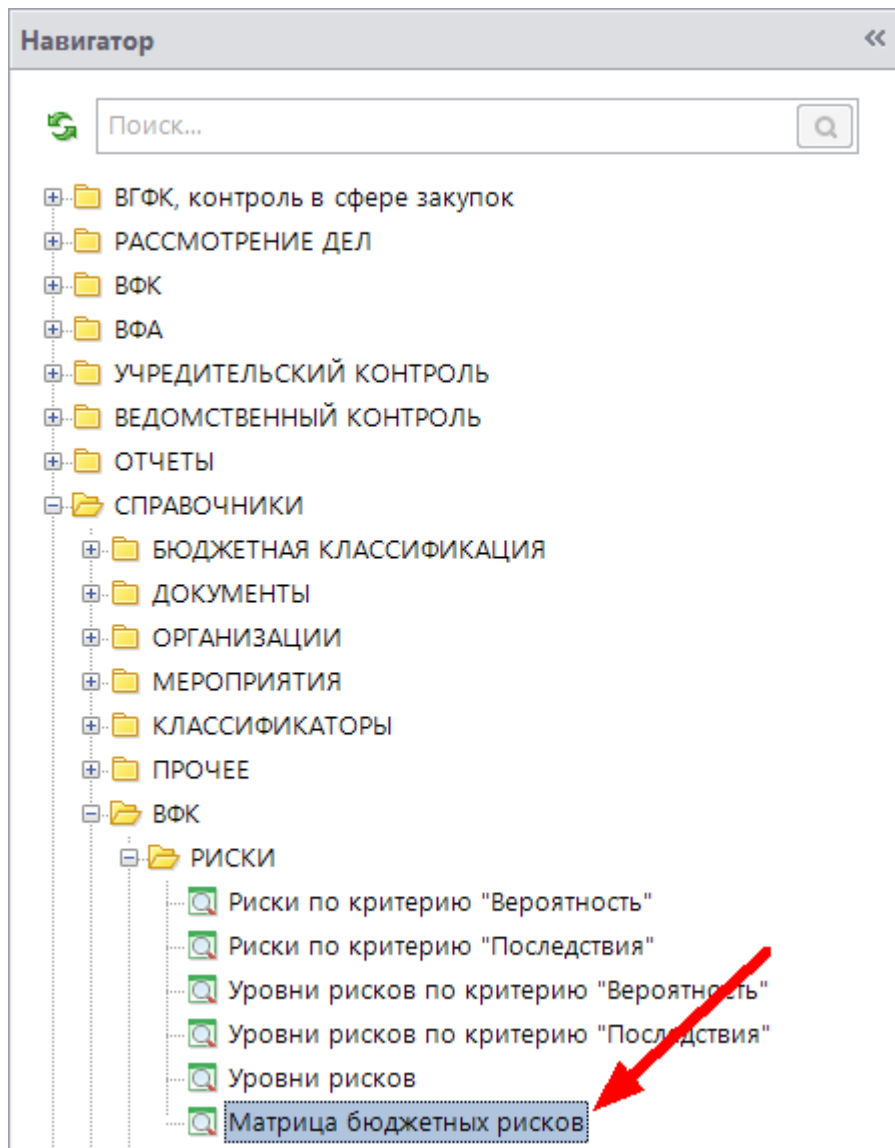 Навигатор
Поиск...
ВГФК, контроль в сфере закупок
РАССМОТРЕНИЕ ДЕЛ
ВФК
ВФА
УЧРЕДИТЕЛЬСКИЙ КОНТРОЛЬ
ВЕДОМСТВЕННЫЙ КОНТРОЛЬ
ОТЧЕТЫ
СПРАВОЧНИКИ
БЮДЖЕТНАЯ КЛАССИФИКАЦИЯ
ДОКУМЕНТЫ
ОРГАНИЗАЦИИ
МЕРОПРИЯТИЯ
КЛАССИФИКАТОРЫ
ПРОЧЕЕ
ВФК
РИСКИ
Риски по критерию "Вероятность"
Риски по критерию "Последствия"
Уровни рисков по критерию "Вероятность"
Уровни рисков по критерию "Последствия"
Уровни рисков
Матрица бюджетных рисков